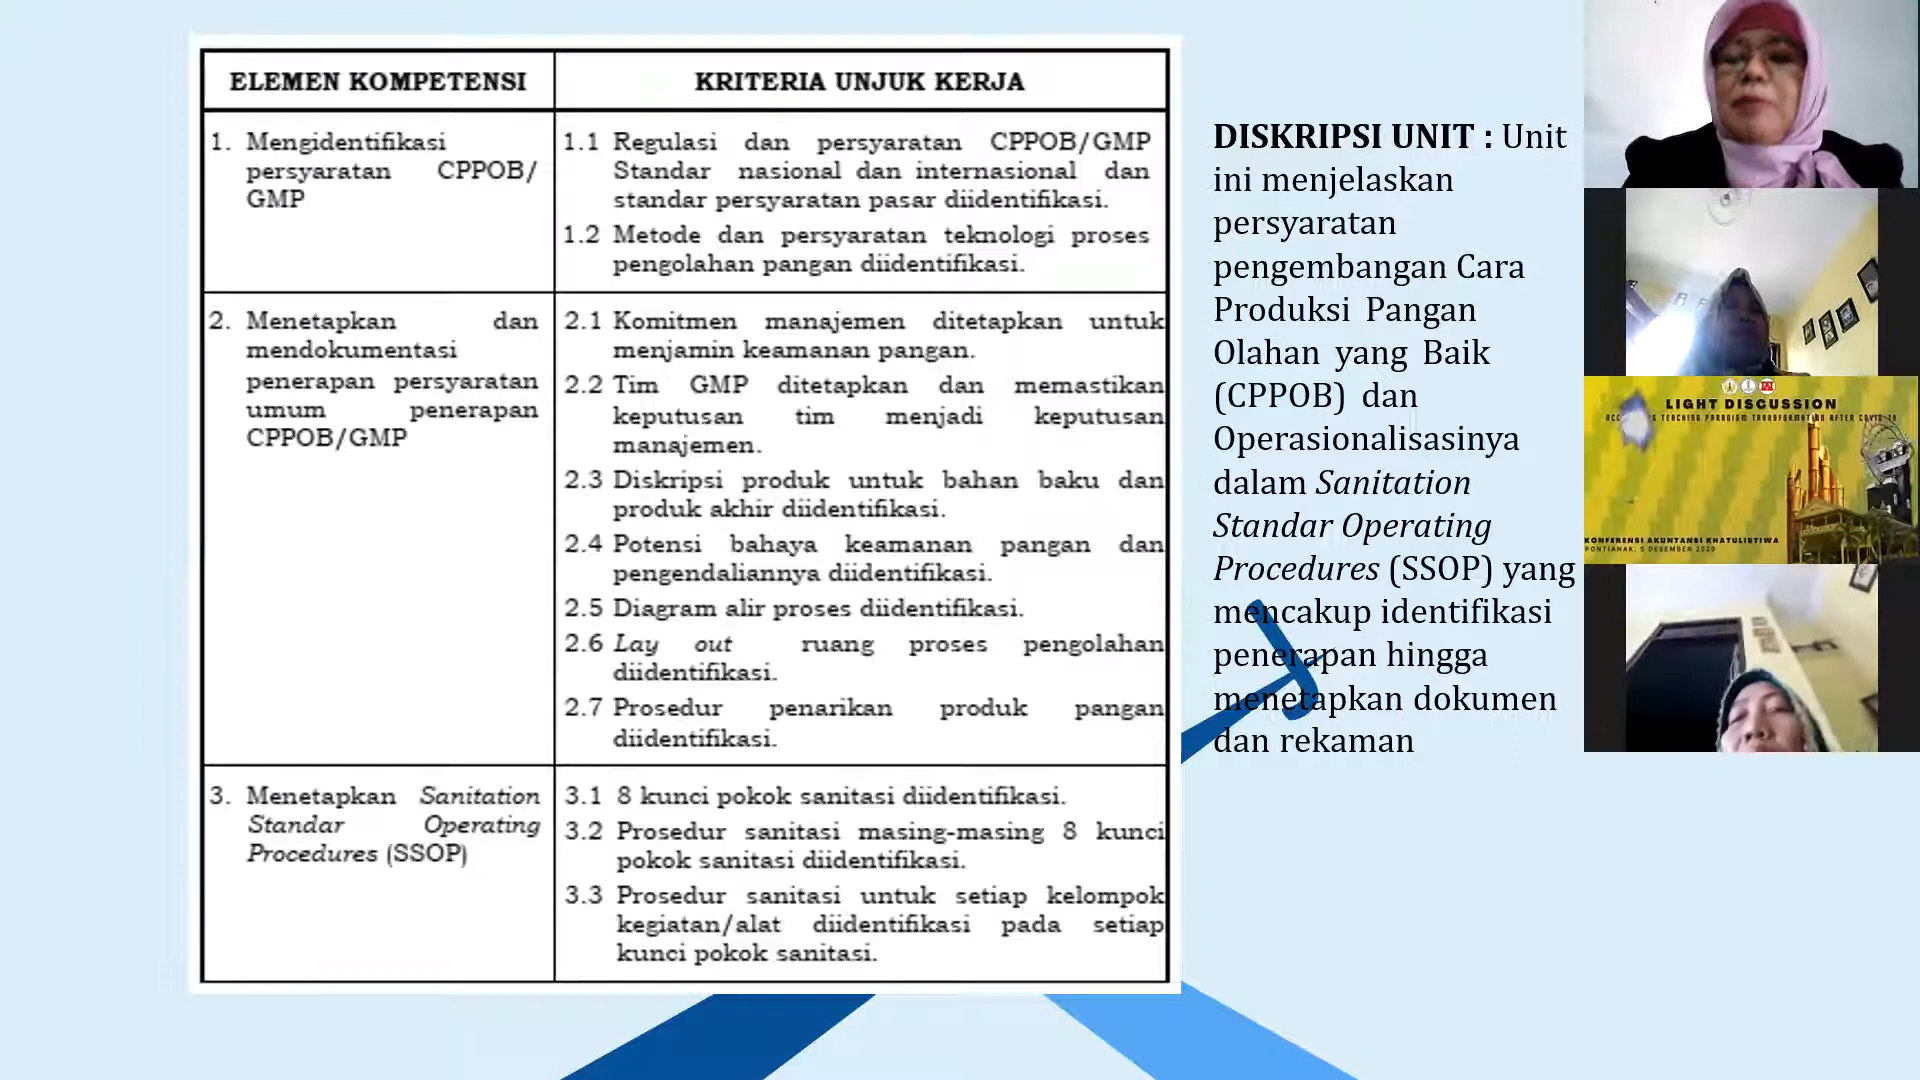 ELEMEN KOMPETENSI
KRITERIA UNJUK KERJA
1. Mengidentifikasi
persyaratan CPPOB/
GMP
1.1 Regulasi dan persyaratan CPPOB/GMP
Standar nasional dan internasional dan
standar persyaratan pasar diidentifikasi.
1.2 Metode dan persyaratan teknologi proses
pengolahan pangan diidentifikasi.
2. Menetapkan dan
mendokumentasi
penerapan persyaratan
umum penerapan
CPPOB/GMP
2.1 Komitmen manajemen ditetapkan untuk
menjamin keamanan pangan.
2.2 Tim GMP ditetapkan dan memastikan
keputusan tim menjadi keputusan
manajemen.
2.3 Diskripsi produk untuk bahan baku dan
produk akhir diidentifikasi.
2.4 Potensi bahaya keamanan pangan dan
pengendaliannya diidentifikasi.
2.5 Diagram alir proses diidentifikasi.
2.6 Lay out ruang proses pengolahan
diidentifikasi.
2.7 Prosedur penarikan produk pangan
diidentifikasi.
3. Menetapkan Sanitation
Standar Operating
Procedures (SSOP)
3.1 8 kunci pokok sanitasi diidentifikasi.
3.2 Prosedur sanitasi masing-masing 8 kunci
pokok sanitasi diidentifikasi.
3.3 Prosedur sanitasi untuk setiap kelompok
kegiatan/alat diidentifikasi pada setiap
kunci pokok sanitasi.
DISKRIPSI UNIT : Unit
ini menjelaskan
persyaratan
pengembangan Cara
Produksi Pangan
Olahan yang Baik
(CPPOB) dan
Operasionalisasinya
dalam Sanitation
Standar Operating
Procedures (SSOP) yang
mencakup identifikasi
penerapan hingga
menetapkan dokumen
dan rekaman
LIGHT DISCUSSION
TEACHING PARADIGM TRANSFORMATION AFTER COVID-19
KONFERENSI AKUNTANSI KHATULISTIWA
PONTIANAK, 5 DESEMBER 2020